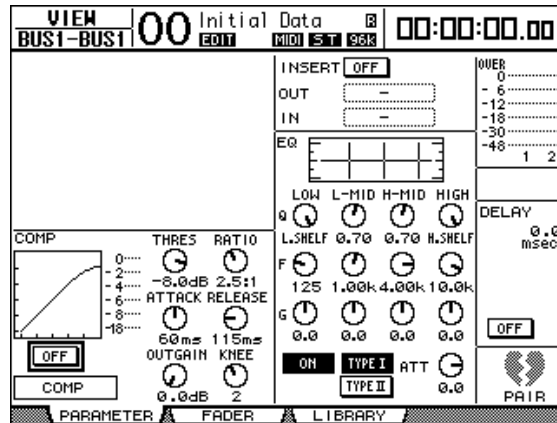 VIEW
BUS1-BUS1
00
Initial Data
EDIT
MIDI S.T 96k
00:00:00.00
INSERT OFF
OUT -
IN -
OVER
0
-6
-12
-18
-30
-48
1 2
EQ
LOW L-MID H-MID HIGH
Q
L.SHELF 0.70 0.70 H.SHELF
F
125 1.00k 4.00k 10.0k
G
0.0 0.0 0.0 0.0
ON TYPE I ATT
TYPE II 0.0
DELAY
0.0
msec
OFF
PAIR
COMP
0
-2
-4
-6
-8
-18
THRES RATIO
-8.0dB 2.5:1
ATTACK RELEASE
60ms 115ms
OUTGAIN KNEE
0.0dB 2
OFF
COMP
PARAMETER FADER LIBRARY